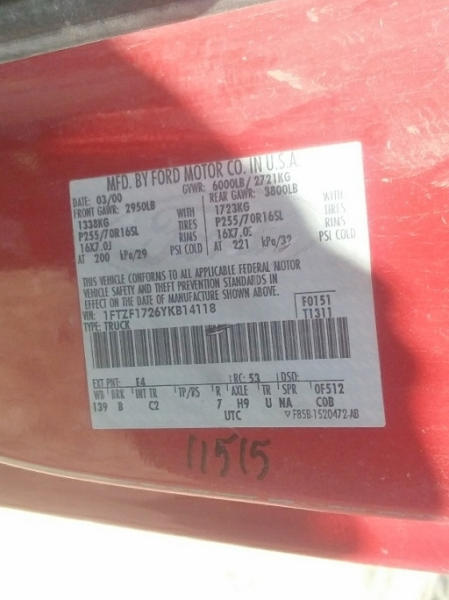 MFD. BY FORD MOTOR CO. IN U.S.A.
DATE: 03/00 GVWR: 6000LB/ 2721KG
FRONT GAWR: 2950LB REAR GAWR: 3800LB
1338KG WITH 1723KG WITH
P255/70R16SL TIRES P255/70R16SL TIRES
16X7.0J RIMS 16X7.0J RIMS
AT 200 kPa/29 PSI COLD AT 221 kPa/32 PSI COLD
THIS VEHICLE CONFORMS TO ALL APPLICABLE FEDERAL MOTOR
VEHICLE SAFETY AND THEFT PREVENTION STANDARDS IN
EFFECT ON THE DATE OF MANUFACTURE SHOWN ABOVE.
VIN: 1FTZF1726YKB14118 F0151
TYPE: TRUCK T1311
EXT PNT: E4 RC: 53 DSO:
WB BRK INT TR TP/PS R AXLE TR SPR 0F512
139 B C2 7 H9 U NA COB
UTC F85B-1520472-AB
11515